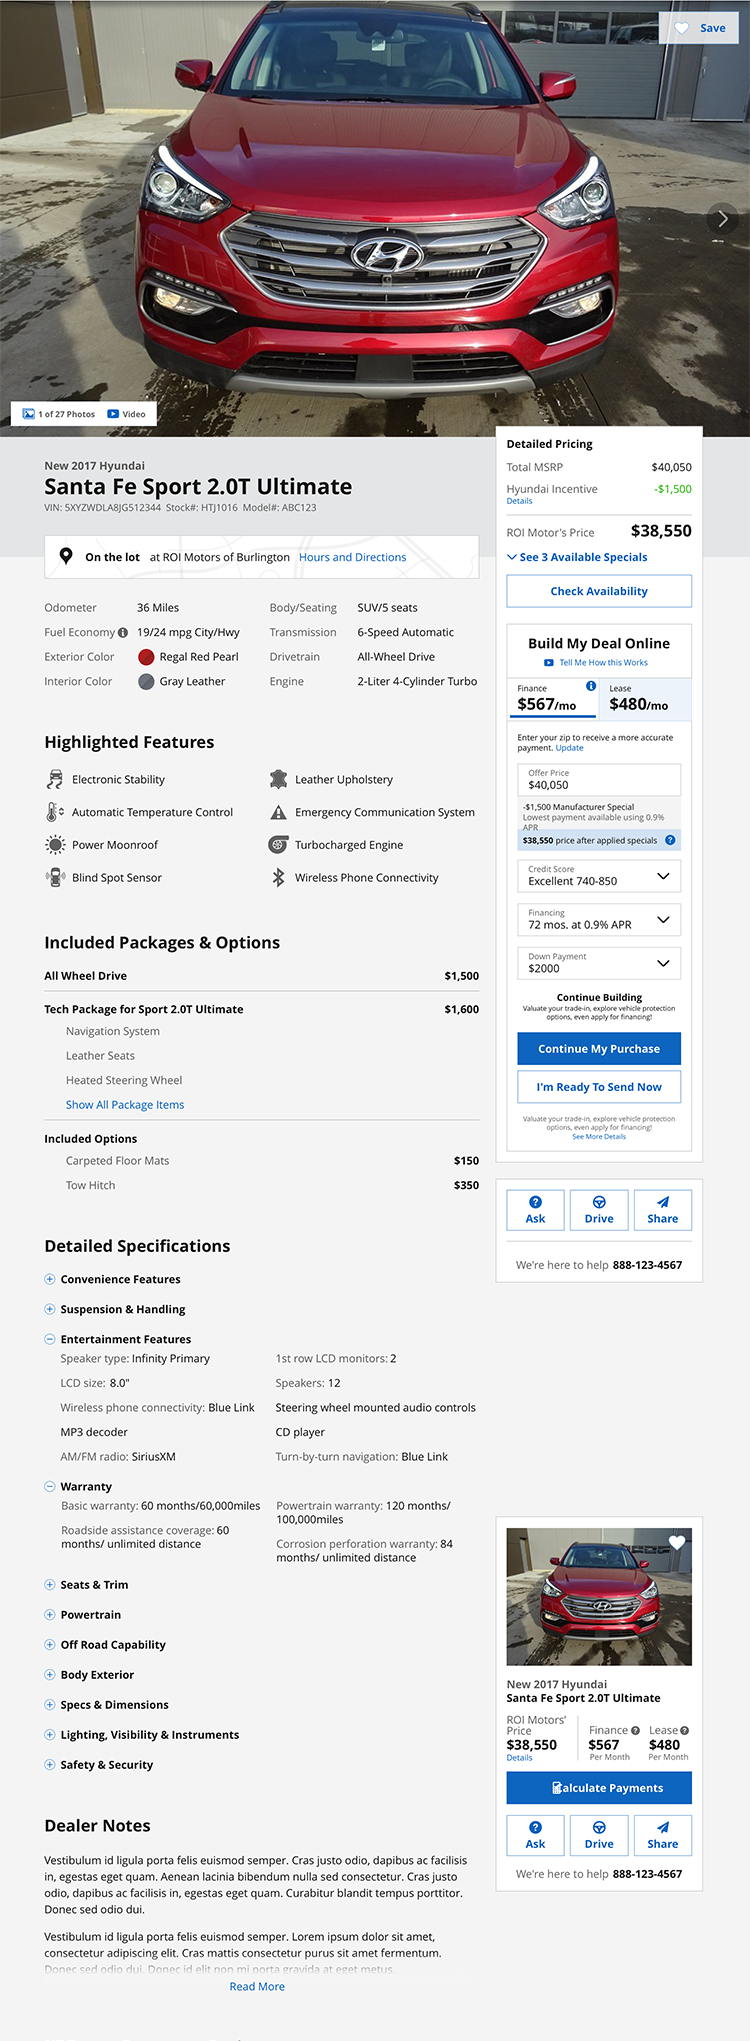 Save
1 of 27 Photos Video
New 2017 Hyundai
Santa Fe Sport 2.0T Ultimate
VIN: 5XYZWDLA8JG512344 Stock#: HTJ1016 Model#: ABC123
On the lot at ROI Motors of Burlington Hours and Directions
Odometer 36 Miles Body/Seating SUV/5 seats
Fuel Economy 19/24 mpg City/Hwy Transmission 6-Speed Automatic
Exterior Color Regal Red Pearl Drivetrain All-Wheel Drive
Interior Color Gray Leather Engine 2-Liter 4-Cylinder Turbo
Highlighted Features
Electronic Stability Leather Upholstery
Automatic Temperature Control Emergency Communication System
Power Moonroof Turbocharged Engine
Blind Spot Sensor Wireless Phone Connectivity
Included Packages & Options
All Wheel Drive $1,500
Tech Package for Sport 2.0T Ultimate $1,600
Navigation System
Leather Seats
Heated Steering Wheel
Show All Package Items
Included Options
Carpeted Floor Mats $150
Tow Hitch $350
Detailed Specifications
Convenience Features
Suspension & Handling
Entertainment Features
Speaker type: Infinity Primary 1st row LCD monitors: 2
LCD size: 8.0" Speakers: 12
Wireless phone connectivity: Blue Link Steering wheel mounted audio controls
MP3 decoder CD player
AM/FM radio: SiriusXM Turn-by-turn navigation: Blue Link
Warranty
Basic warranty: 60 months/60,000miles
Roadside assistance coverage: 60
months/ unlimited distance
Powertrain warranty: 120 months/
100,000miles
Corrosion perforation warranty: 84
months/ unlimited distance
Seats & Trim
Powertrain
Off Road Capability
Body Exterior
Specs & Dimensions
Lighting, Visibility & Instruments
Safety & Security
Dealer Notes
Vestibulum id ligula porta felis euismod semper. Cras justo odio, dapibus ac facilisis
in, egestas eget quam. Aenean lacinia bibendum nulla sed consectetur. Cras justo
odio, dapibus ac facilisis in, egestas eget quam. Curabitur blandit tempus porttitor.
Donec sed odio dui.
Vestibulum id ligula porta felis euismod semper. Lorem ipsum dolor sit amet,
consectetur adipiscing elit. Cras mattis consectetur purus sit amet fermentum.
Donec sed odio dui. Donec id elit non mi porta gravida at eget metus.
Read More
Detailed Pricing
Total MSRP $40,050
Hyundai Incentive -$1,500
Details
ROI Motor's Price $38,550
See 3 Available Specials
Check Availability
Build My Deal Online
Tell Me How this Works
Finance Lease
$567/mo $480/mo
Enter your zip to receive a more accurate
payment. Update
Offer Price
$40,050
-$1,500 Manufacturer Special
Lowest payment available using 0.9%
APR
$38,550 price after applied specials
Credit Score
Excellent 740-850
Financing
72 mos. at 0.9% APR
Down Payment
$2000
Continue Building
Valuate your trade-in, explore vehicle protection
options, even apply for financing!
Continue My Purchase
I'm Ready To Send Now
Valuate your trade-in, explore vehicle protection
options, even apply for financing!
See More Details
Ask Drive Share
We're here to help 888-123-4567
New 2017 Hyundai
Santa Fe Sport 2.0T Ultimate
ROI Motors'
Price
$38,550
Details
Finance Lease
$567 $480
Per Month Per Month
Calculate Payments
Ask Drive Share
We're here to help 888-123-4567